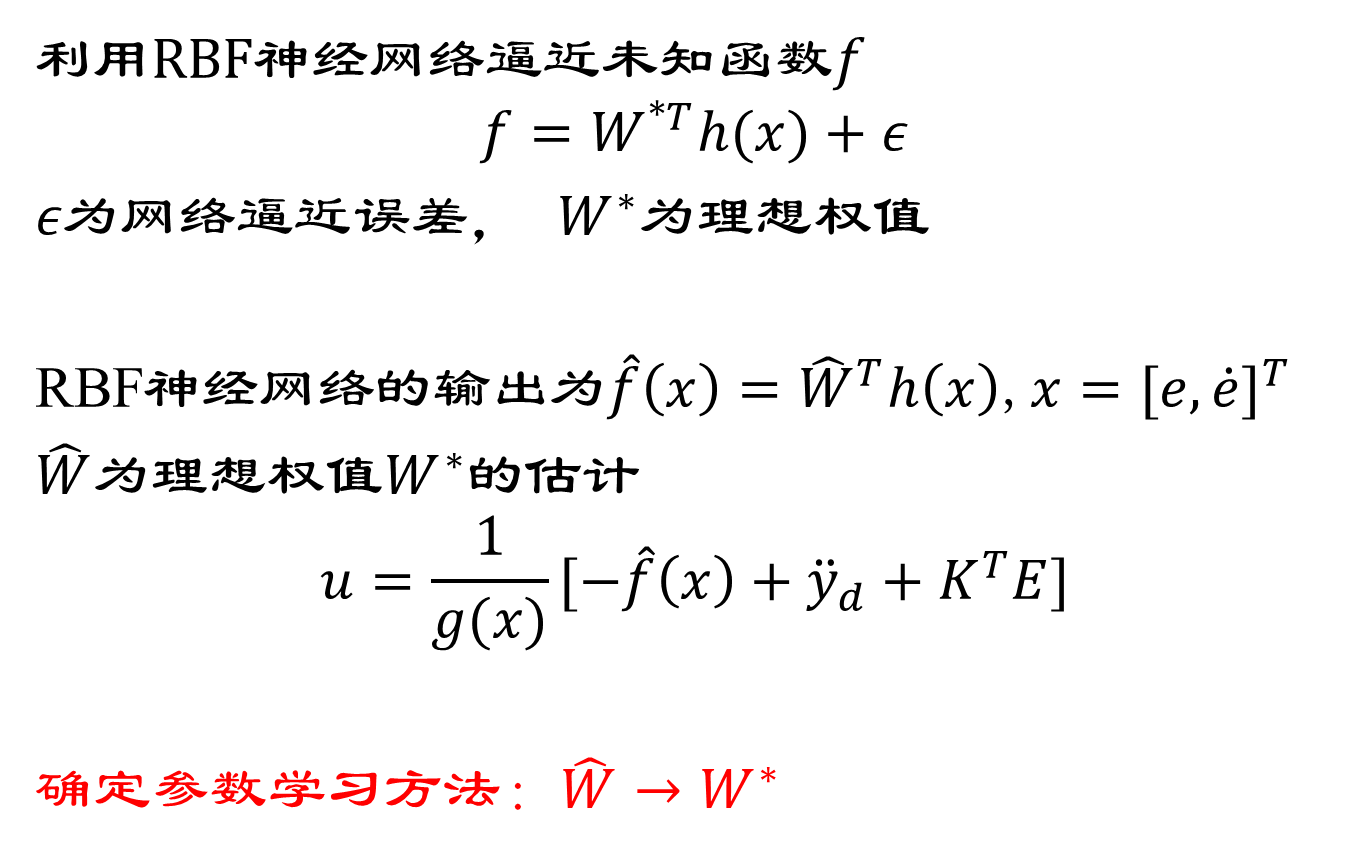 利用RBF神经网络逼近未知函数𝑓
𝑓 = 𝑊*ᵀℎ(𝑥) + 𝜖
𝜖为网络逼近误差， 𝑊*为理想权值
RBF神经网络的输出为𝑓̂(𝑥) = 𝑊̂ᵀℎ(𝑥), 𝑥 = [𝑒, 𝑒̇]ᵀ
𝑊̂为理想权值𝑊*的估计
𝑢 = 1/𝑔(𝑥) [−𝑓̂(𝑥) + 𝑦̈_𝑑 + 𝐾ᵀ𝐸]
确定参数学习方法：𝑊̂ → 𝑊*